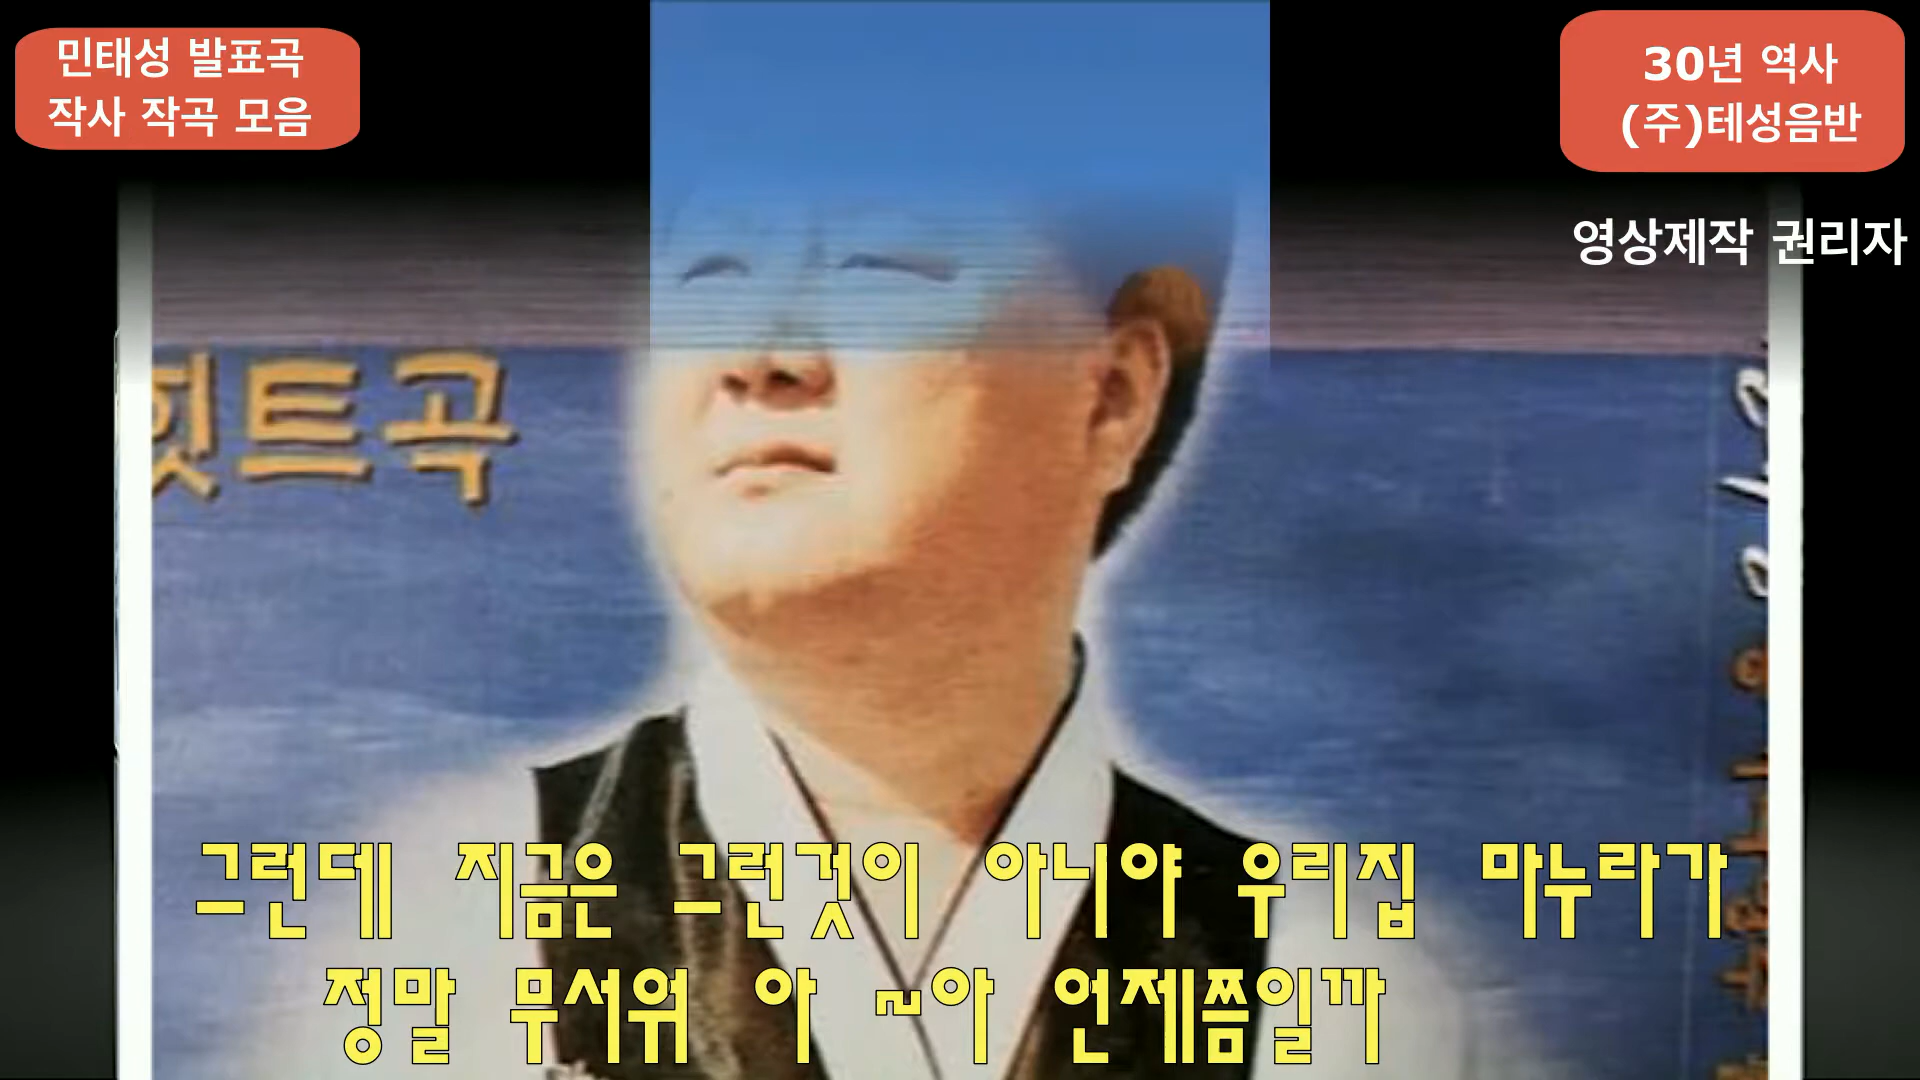 민태성 발표곡
작사 작곡 모음
30년 역사
(주)테성음반
영상제작 권리자
힛트곡
그런데 지금은 그런것이 아니야 우리집 마누라가
정말 무서워 아 ~아 언제쯤일까